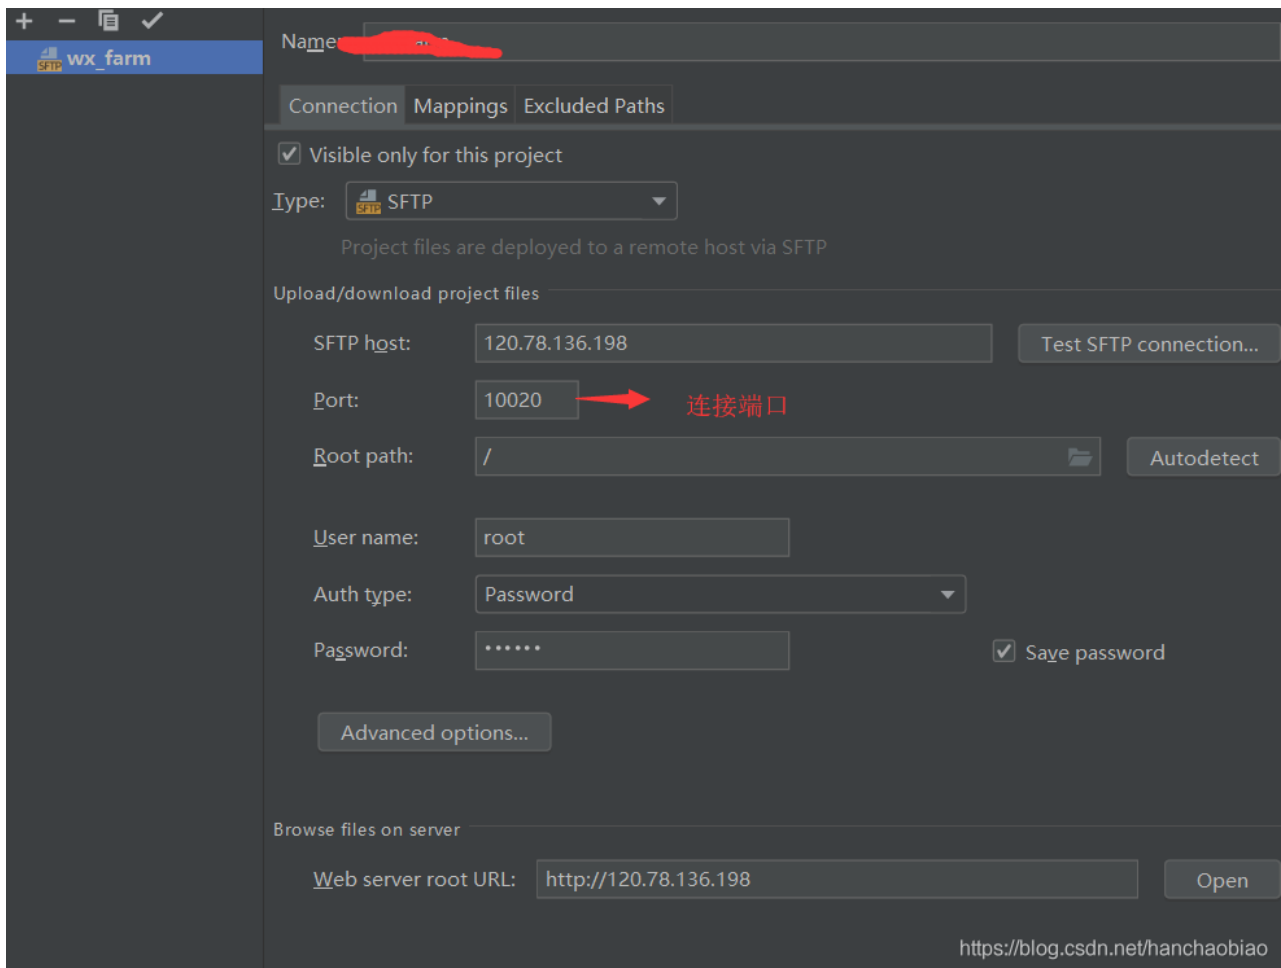 Name:
wx_farm
Connection Mappings Excluded Paths
Visible only for this project
Type: SFTP
Project files are deployed to a remote host via SFTP
Upload/download project files
SFTP host: 120.78.136.198 Test SFTP connection...
Port: 10020 连接端口
Root path: / Autodetect
User name: root
Auth type: Password
Password: •••••• Save password
Advanced options...
Browse files on server
Web server root URL: http://120.78.136.198 Open
https://blog.csdn.net/hanchaobiao